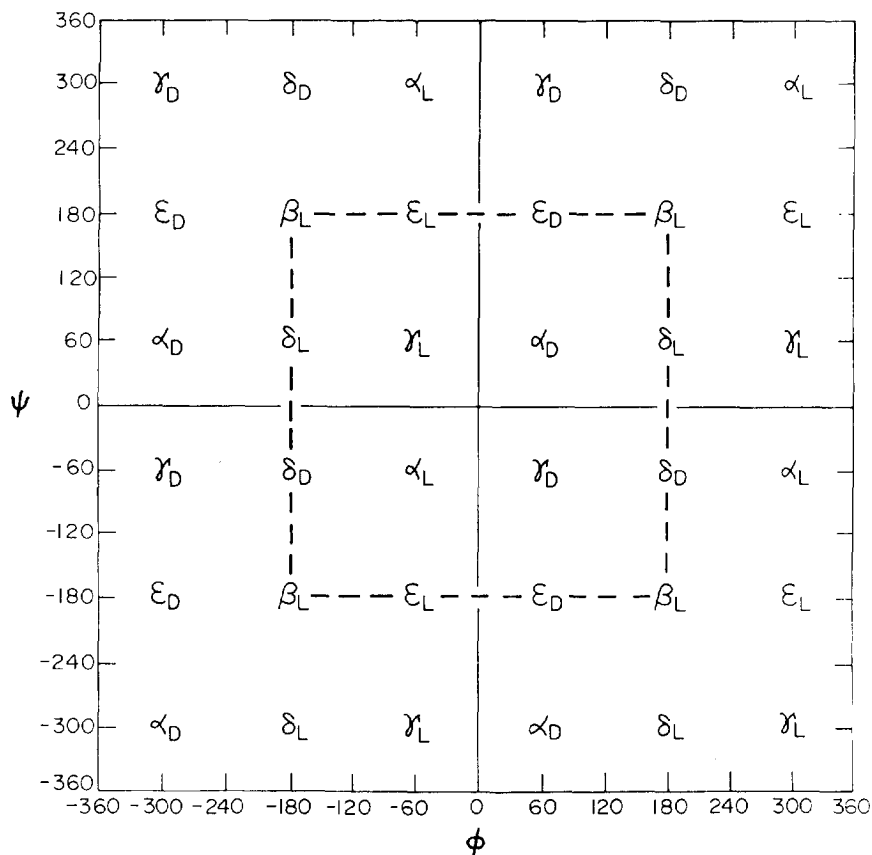 360
300 γD δD αL γD δD αL
240
180 εD βL εL εD βL εL
120
60 αD δL γL αD δL γL
ψ 0
-60 γD δD αL γD δD αL
-120
-180 εD βL εL εD βL εL
-240
-300 αD δL γL αD δL γL
-360
-360 -300 -240 -180 -120 -60 0 60 120 180 240 300 360
ϕ